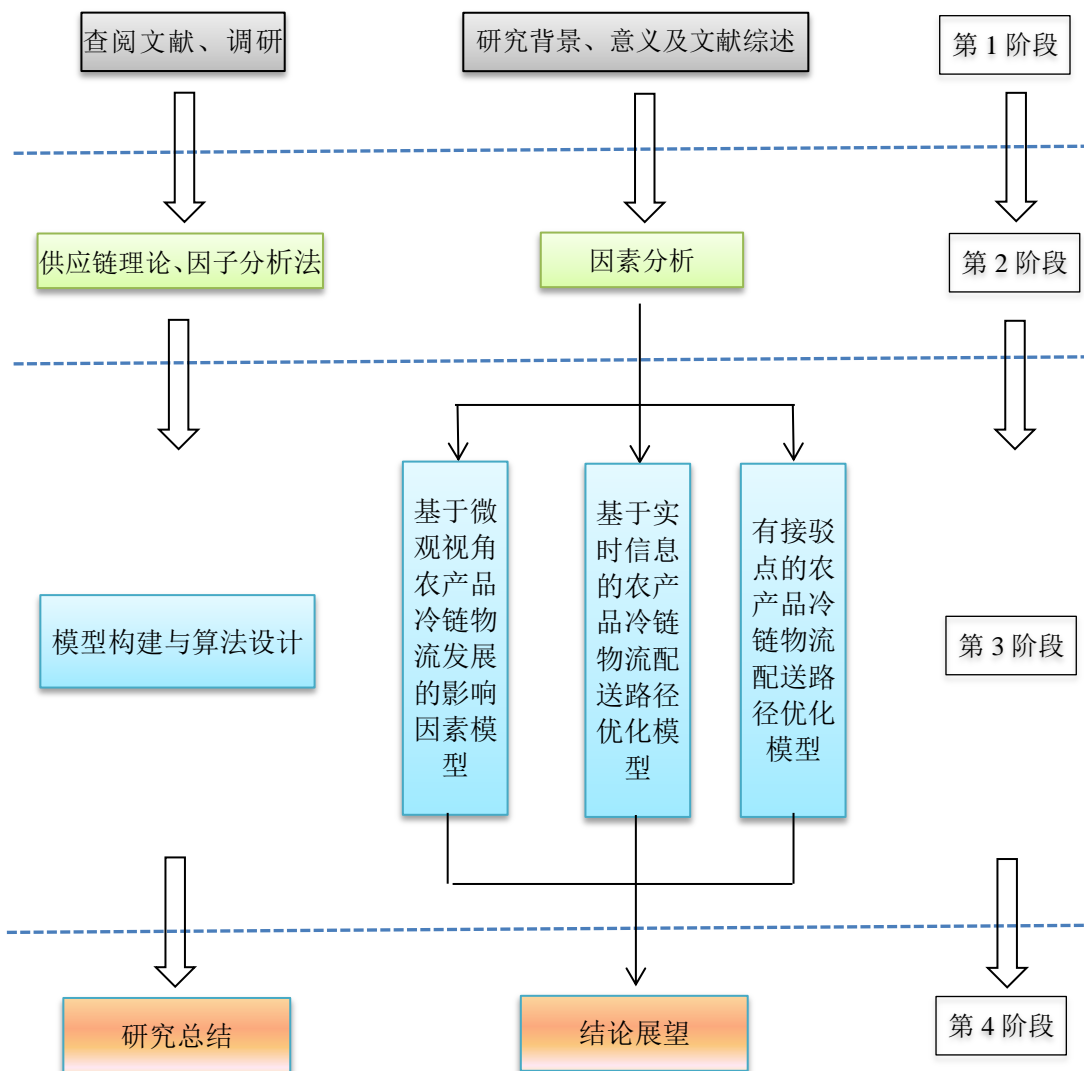 查阅文献、调研
研究背景、意义及文献综述
第 1 阶段
供应链理论、因子分析法
因素分析
第 2 阶段
模型构建与算法设计
基于微
观视角
农产品
冷链物
流发展
的影响
因素模
型
基于实
时信息
的农产
品冷链
物流配
送路径
优化模
型
有接驳
点的农
产品冷
链物流
配送路
径优化
模型
第 3 阶段
研究总结
结论展望
第 4 阶段